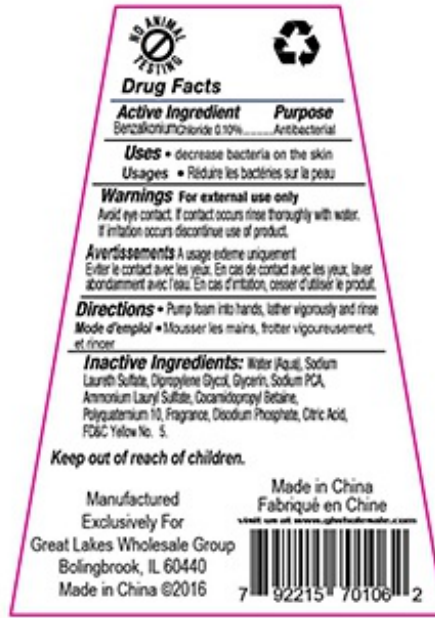 NO ANIMAL TESTING
Drug Facts
Active Ingredient Purpose
Benzalkonium Chloride 0.10%.........Antibacterial
Uses • decrease bacteria on the skin
Usages • Réduire les bactéries sur la peau
Warnings For external use only
Avoid eye contact. If contact occurs rinse thoroughly with water.
If irritation occurs discontinue use of product.
Avertissements A usage externe uniquement
Eviter le contact avec les yeux. En cas de contact avec les yeux, laver
abondamment avec l'eau. En cas d'irritation, cesser d'utiliser le produit.
Directions • Pump foam into hands, lather vigorously and rinse
Mode d'emploi • Mousser les mains, frotter vigoureusement,
et rincer
Inactive Ingredients: Water (Aqua), Sodium
Laureth Sulfate, Dipropylene Glycol, Glycerin, Sodium PCA,
Ammonium Lauryl Sulfate, Cocamidopropyl Betaine,
Polyquaternium 10, Fragrance, Disodium Phosphate, Citric Acid,
FD&C Yellow No. 5.
Keep out of reach of children.
Manufactured
Exclusively For
Great Lakes Wholesale Group
Bolingbrook, IL 60440
Made in China ©2016
Made in China
Fabriqué en Chine
visit us at www.glwholesale.com
7 92215 70106 2